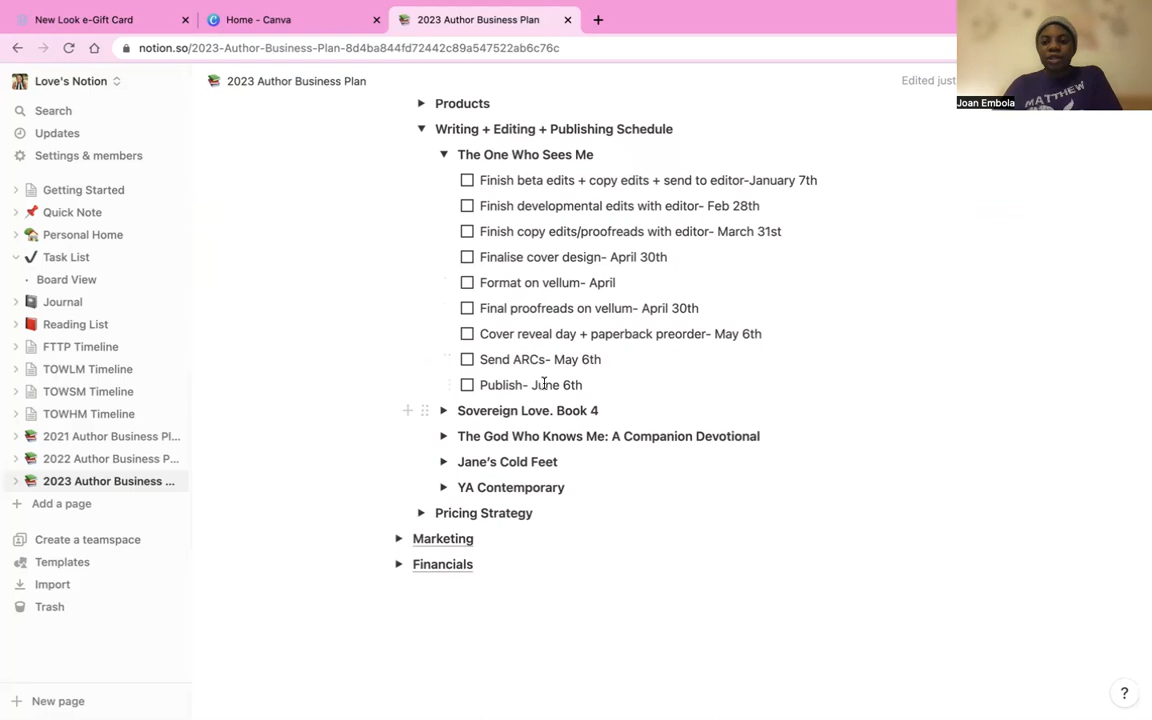 New Look e-Gift Card
Home - Canva
2023 Author Business Plan
notion.so/2023-Author-Business-Plan-8d4ba844fd72442c89a547522ab6c76c
Love's Notion
2023 Author Business Plan
Edited just
Joan Embola
MATTHEW
Search
Updates
Settings & members
Getting Started
Quick Note
Personal Home
Task List
Board View
Journal
Reading List
FTTP Timeline
TOWLM Timeline
TOWSM Timeline
TOWHM Timeline
2021 Author Business Pl...
2022 Author Business P...
2023 Author Business ...
Add a page
Create a teamspace
Templates
Import
Trash
New page
Products
Writing + Editing + Publishing Schedule
The One Who Sees Me
Finish beta edits + copy edits + send to editor-January 7th
Finish developmental edits with editor- Feb 28th
Finish copy edits/proofreads with editor- March 31st
Finalise cover design- April 30th
Format on vellum- April
Final proofreads on vellum- April 30th
Cover reveal day + paperback preorder- May 6th
Send ARCs- May 6th
Publish- June 6th
Sovereign Love. Book 4
The God Who Knows Me: A Companion Devotional
Jane's Cold Feet
YA Contemporary
Pricing Strategy
Marketing
Financials
?